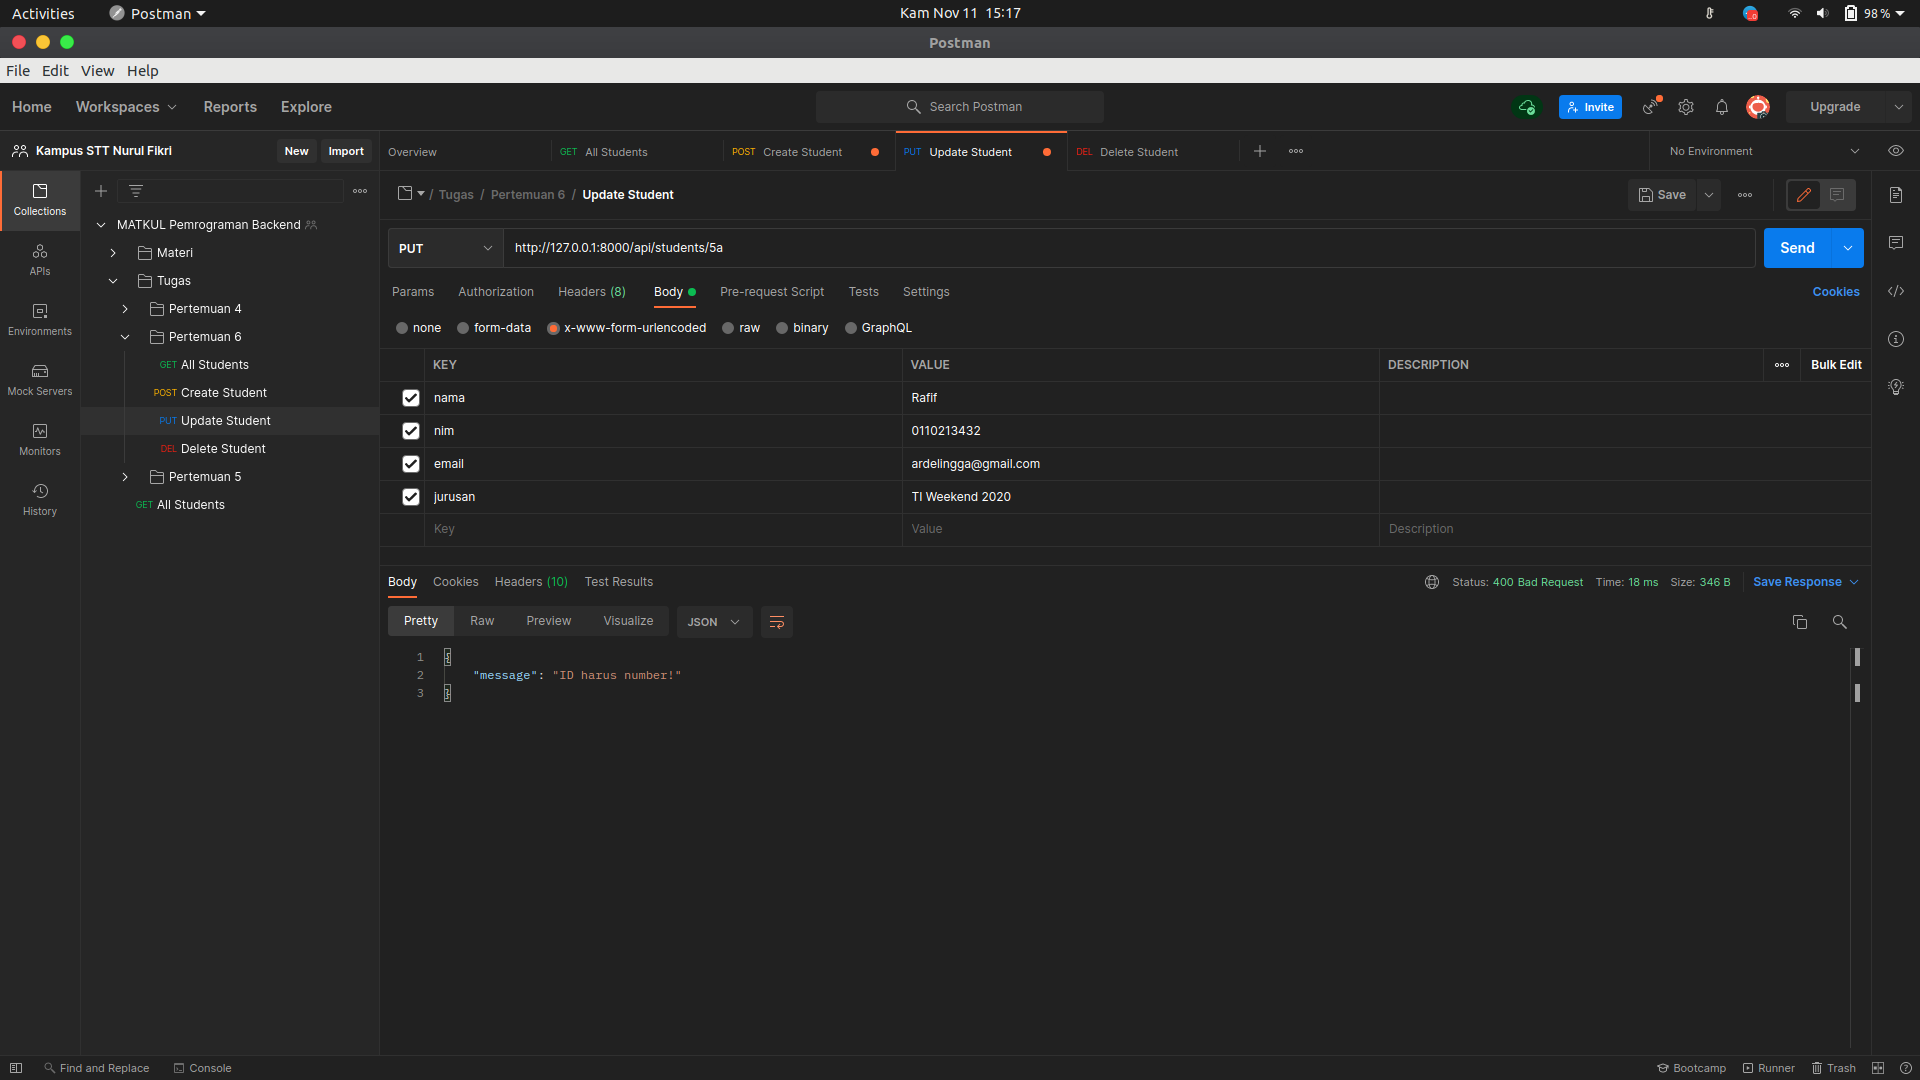 Activities Postman Kam Nov 11 15:17 98 %
Postman
File Edit View Help
Home Workspaces Reports Explore Search Postman Invite Upgrade
Kampus STT Nurul Fikri New Import Overview GET All Students POST Create Student PUT Update Student DEL Delete Student No Environment
/ Tugas / Pertemuan 6 / Update Student Save
Collections
APIs
Environments
Mock Servers
Monitors
History
MATKUL Pemrograman Backend
Materi
Tugas
Pertemuan 4
Pertemuan 6
GET All Students
POST Create Student
PUT Update Student
DEL Delete Student
Pertemuan 5
GET All Students
PUT http://127.0.0.1:8000/api/students/5a Send
Params Authorization Headers (8) Body Pre-request Script Tests Settings Cookies
none form-data x-www-form-urlencoded raw binary GraphQL
KEY VALUE DESCRIPTION Bulk Edit
nama Rafif
nim 0110213432
email ardelingga@gmail.com
jurusan TI Weekend 2020
Key Value Description
Body Cookies Headers (10) Test Results Status: 400 Bad Request Time: 18 ms Size: 346 B Save Response
Pretty Raw Preview Visualize JSON
1 {
2 "message": "ID harus number!"
3 }
Find and Replace Console Bootcamp Runner Trash